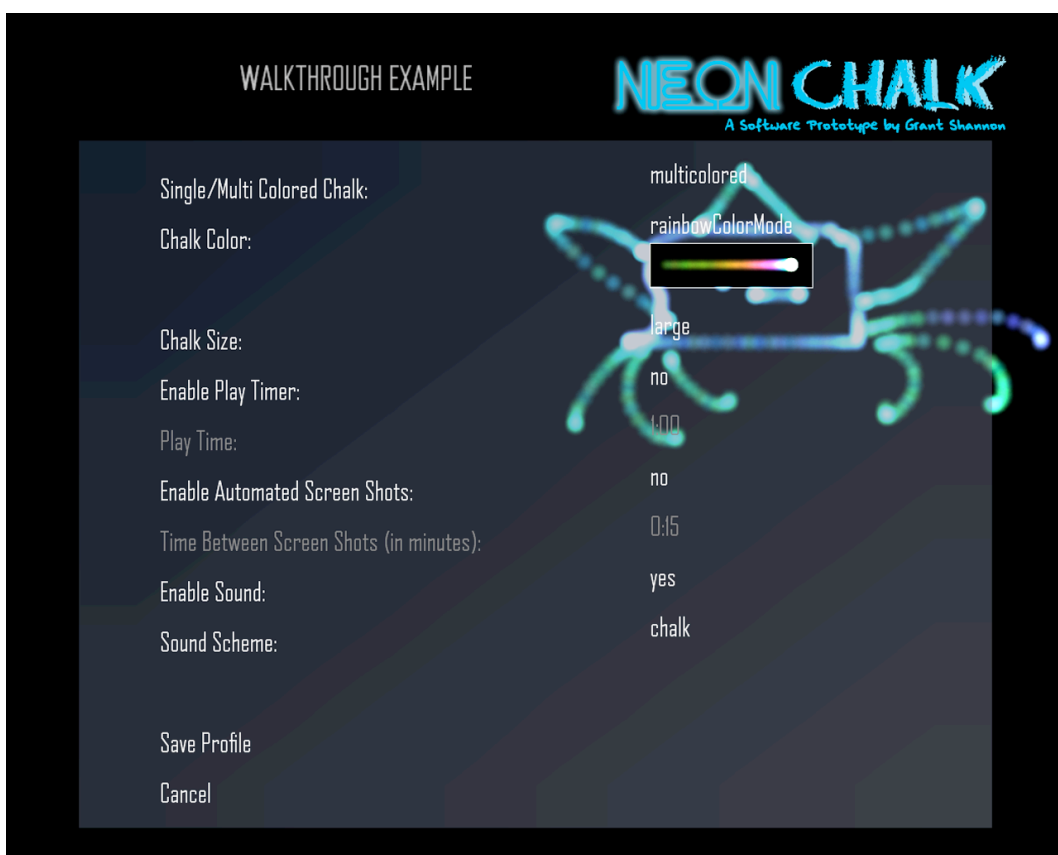 WALKTHROUGH EXAMPLE
NEON CHALK
A Software Prototype by Grant Shannon
Single/Multi Colored Chalk: multicolored
Chalk Color: rainbowColorMode
Chalk Size: large
Enable Play Timer: no
Play Time: 1:00
Enable Automated Screen Shots: no
Time Between Screen Shots (in minutes): 0:15
Enable Sound: yes
Sound Scheme: chalk
Save Profile
Cancel